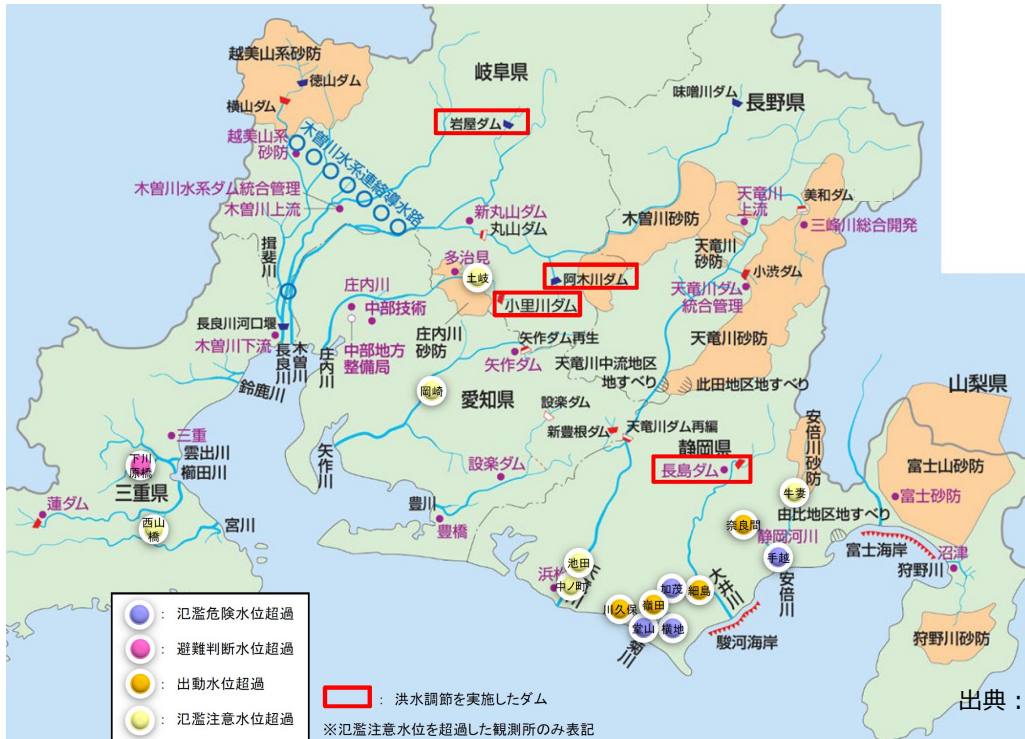 越美山系砂防
徳山ダム
横山ダム
越美山系
砂防
木曽川水系連絡導水路
木曽川水系ダム統合管理
木曽川上流
岐阜県
岩屋ダム
味噌川ダム
長野県
新丸山ダム
丸山ダム
木曽川砂防
天竜川
上流
美和ダム
三峰川総合開発
天竜川
砂防
小渋ダム
天竜川ダム
統合管理
天竜川砂防
揖斐川
多治見
土岐
阿木川ダム
小里川ダム
庄内川
中部技術
中部地方
整備局
庄内川
砂防
長良川河口堰
木曽川下流
長良川
木曽川
庄内川
鈴鹿川
矢作ダム再生
矢作ダム
天竜川中流地区
地すべり
此田地区地すべり
岡崎
愛知県
設楽ダム
新豊根ダム
天竜川ダム再編
静岡県
長島ダム
安倍川砂防
山梨県
富士山砂防
富士砂防
三重
雲出川
櫛田川
下川
原橋
三重県
蓮ダム
西山
橋
宮川
矢作川
設楽ダム
豊川
豊橋
牛妻
由比地区地すべり
奈良間
静岡河川
手越
安倍川
富士海岸
沼津
狩野川
狩野川砂防
池田
中ノ町
川久保
嶺田
加茂
細島
大井川
堂山
横地
菊川
駿河海岸
: 氾濫危険水位超過
: 避難判断水位超過
: 出動水位超過
: 氾濫注意水位超過
: 洪水調節を実施したダム
※氾濫注意水位を超過した観測所のみ表記
出典: